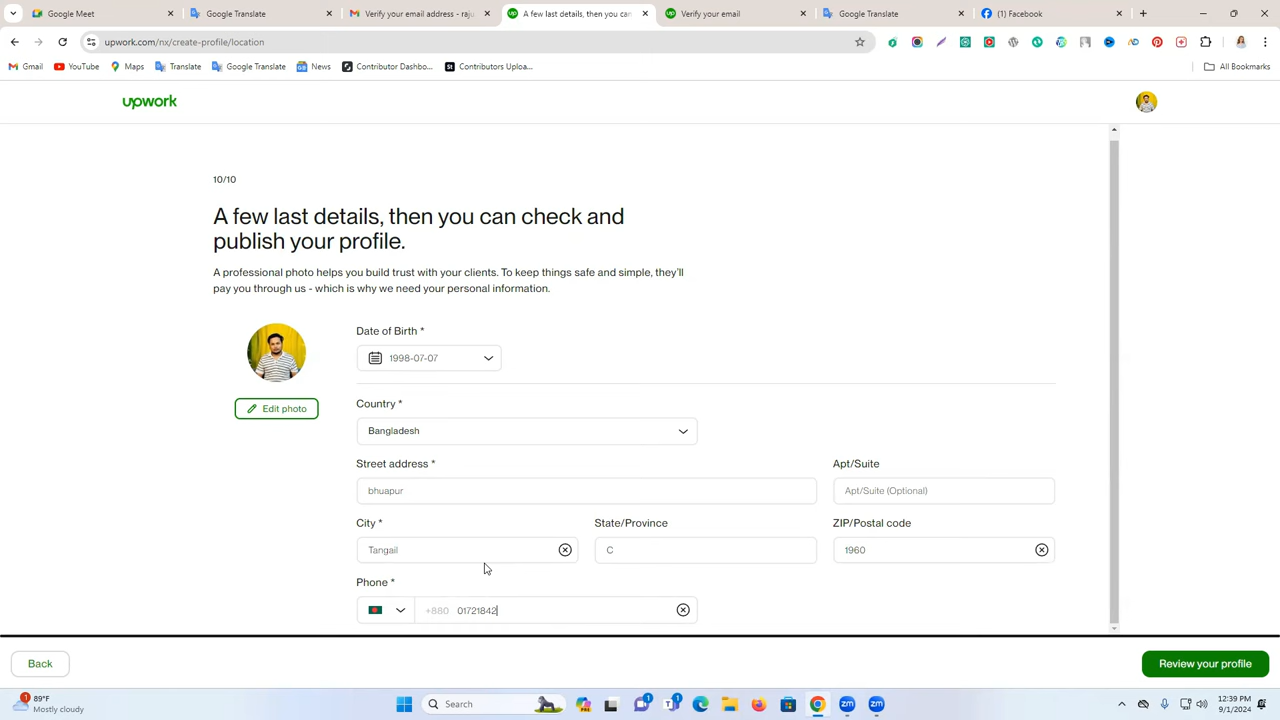 Google Meet
Google Translate
Verify your email address - raju
A few last details, then you can
Verify your email
Google Translate
(1) Facebook
upwork.com/nx/create-profile/location
Gmail
YouTube
Maps
Translate
Google Translate
News
Contributor Dashbo...
Contributors Uploa...
All Bookmarks
upwork
10/10
A few last details, then you can check and
publish your profile.
A professional photo helps you build trust with your clients. To keep things safe and simple, they'll
pay you through us - which is why we need your personal information.
Date of Birth *
1998-07-07
Edit photo
Country *
Bangladesh
Street address *
Apt/Suite
bhuapur
Apt/Suite (Optional)
City *
State/Province
ZIP/Postal code
Tangail
C
1960
Phone *
+880 01721842
Back
Review your profile
1
89°F
Mostly cloudy
Search
1
1
zm
zm
12:39 PM
9/1/2024